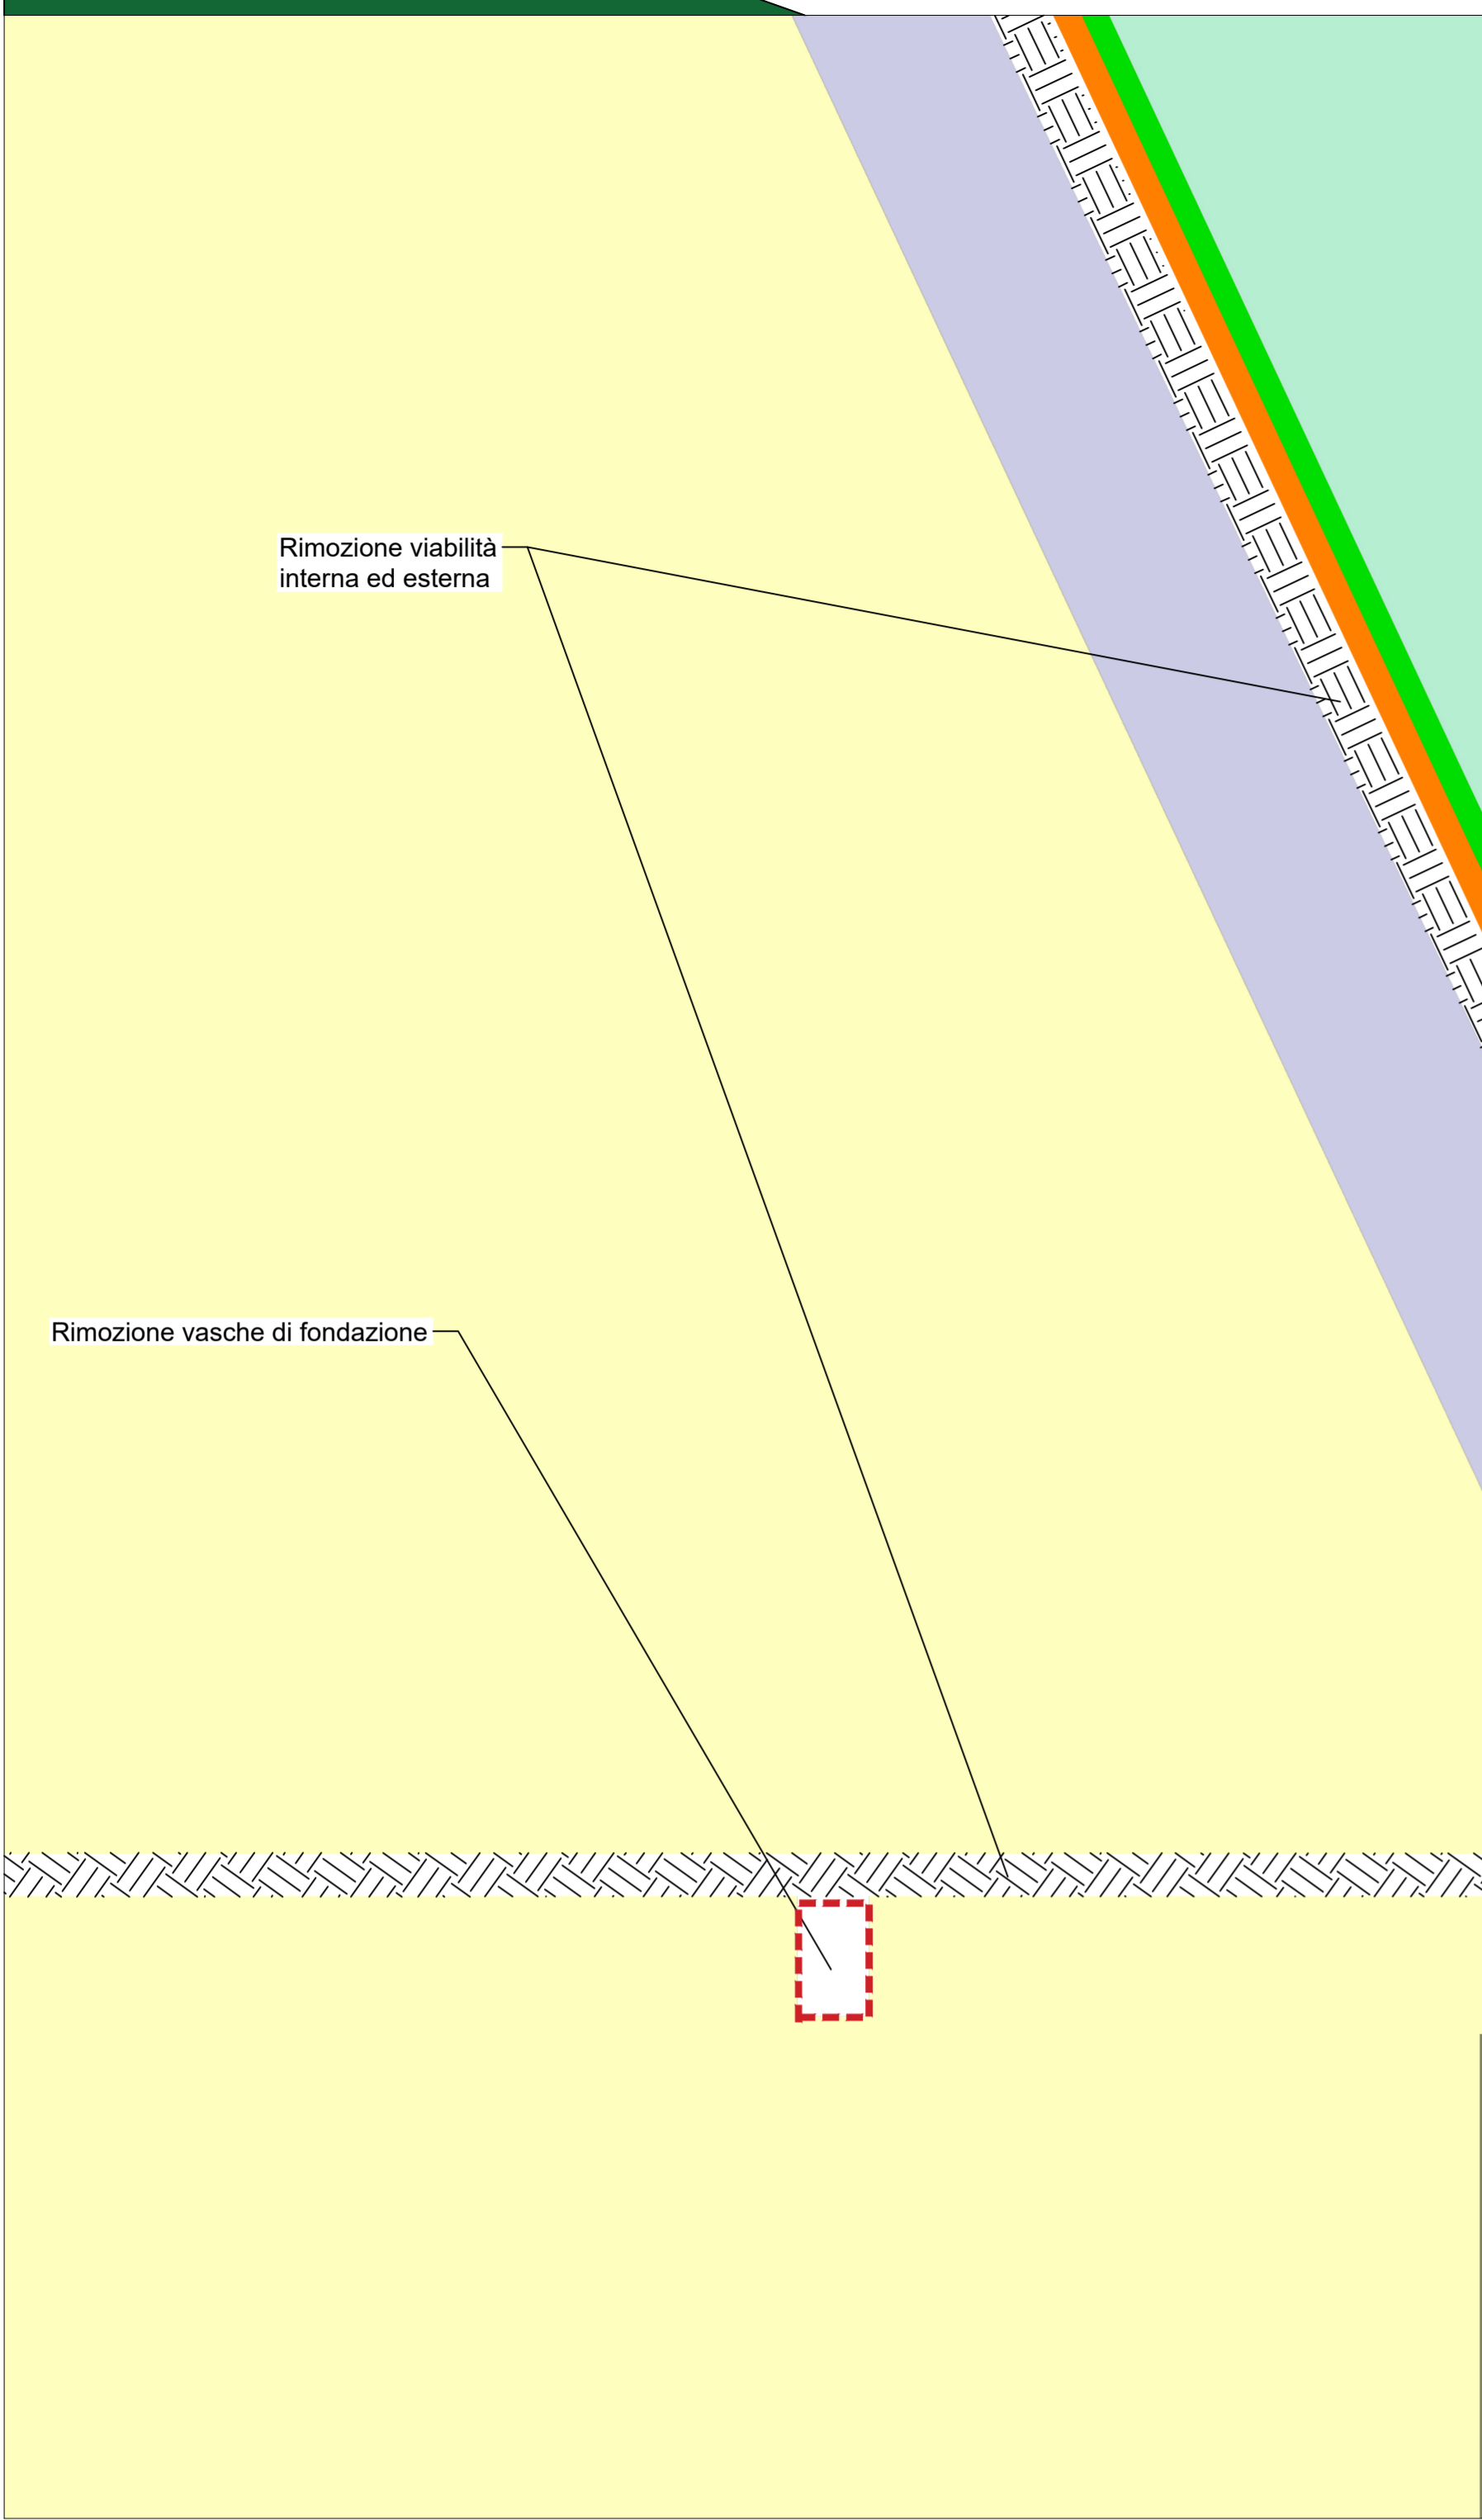 Rimozione viabilità
interna ed esterna
Rimozione vasche di fondazione